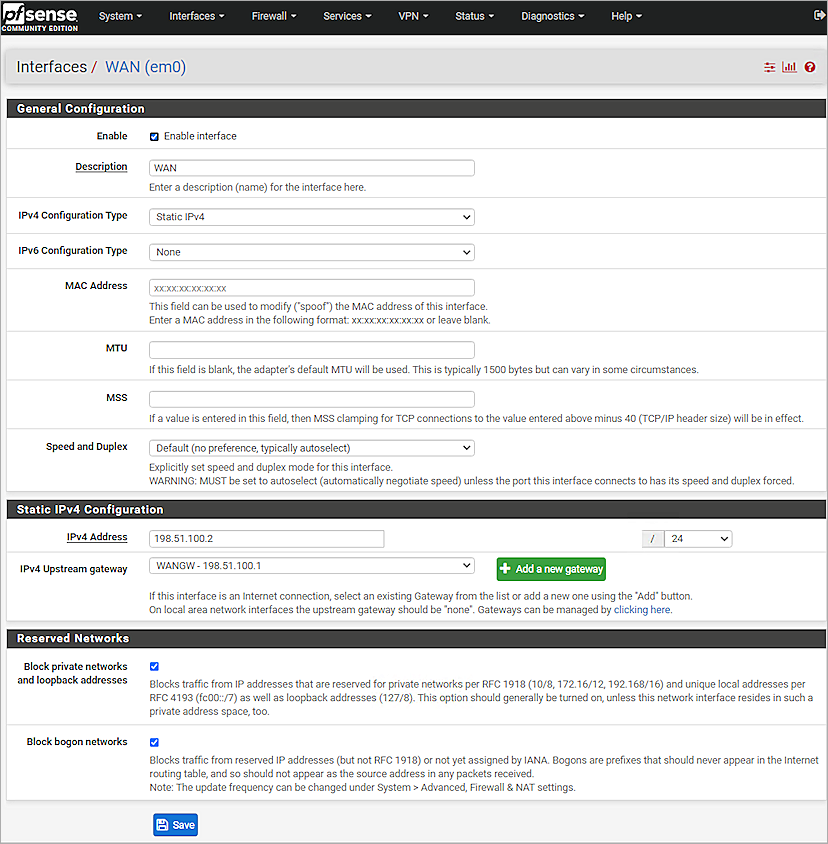 pfsense
COMMUNITY EDITION
System Interfaces Firewall Services VPN Status Diagnostics Help
Interfaces / WAN (em0)
General Configuration
Enable Enable interface
Description WAN
Enter a description (name) for the interface here.
IPv4 Configuration Type Static IPv4
IPv6 Configuration Type None
MAC Address xx:xx:xx:xx:xx:xx
This field can be used to modify ("spoof") the MAC address of this interface.
Enter a MAC address in the following format: xx:xx:xx:xx:xx:xx or leave blank.
MTU
If this field is blank, the adapter's default MTU will be used. This is typically 1500 bytes but can vary in some circumstances.
MSS
If a value is entered in this field, then MSS clamping for TCP connections to the value entered above minus 40 (TCP/IP header size) will be in effect.
Speed and Duplex Default (no preference, typically autoselect)
Explicitly set speed and duplex mode for this interface.
WARNING: MUST be set to autoselect (automatically negotiate speed) unless the port this interface connects to has its speed and duplex forced.
Static IPv4 Configuration
IPv4 Address 198.51.100.2 / 24
IPv4 Upstream gateway WANGW - 198.51.100.1 Add a new gateway
If this interface is an Internet connection, select an existing Gateway from the list or add a new one using the "Add" button.
On local area network interfaces the upstream gateway should be "none". Gateways can be managed by clicking here.
Reserved Networks
Block private networks
and loopback addresses
Blocks traffic from IP addresses that are reserved for private networks per RFC 1918 (10/8, 172.16/12, 192.168/16) and unique local addresses per
RFC 4193 (fc00::/7) as well as loopback addresses (127/8). This option should generally be turned on, unless this network interface resides in such a
private address space, too.
Block bogon networks
Blocks traffic from reserved IP addresses (but not RFC 1918) or not yet assigned by IANA. Bogons are prefixes that should never appear in the Internet
routing table, and so should not appear as the source address in any packets received.
Note: The update frequency can be changed under System > Advanced, Firewall & NAT settings.
Save